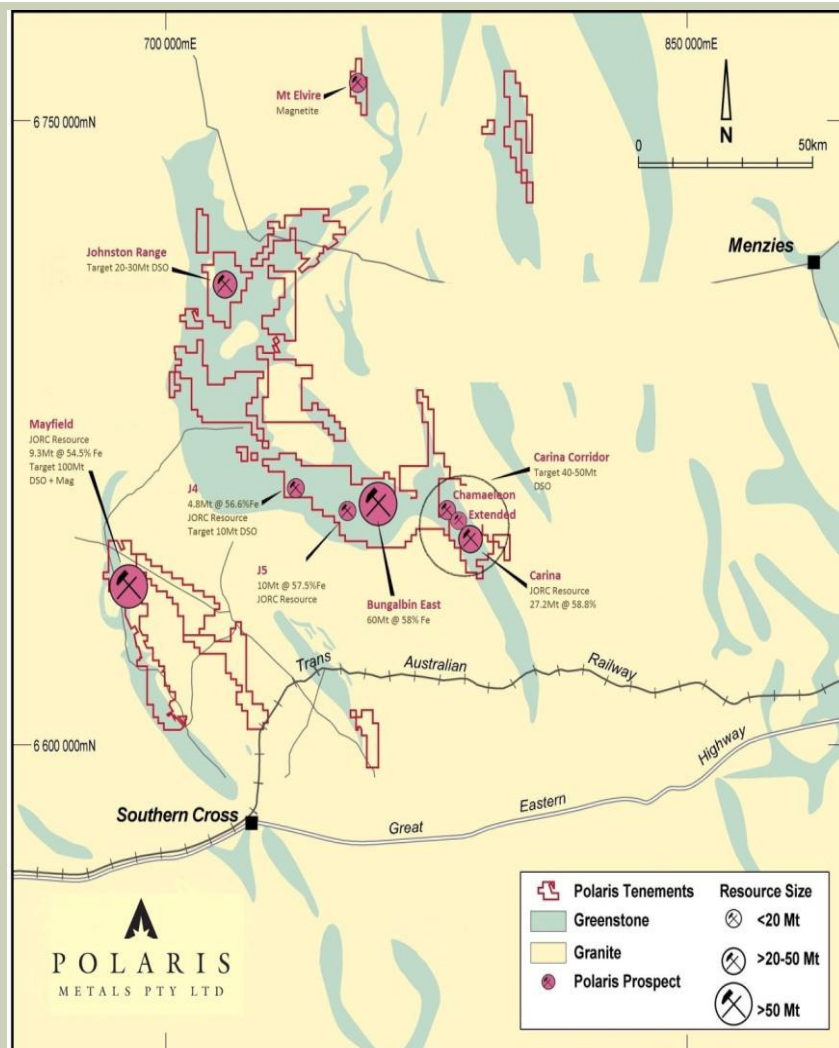 700 000mE
850 000mE
Mt Elvire
Magnetite
6 750 000mN
N
0
50km
Menzies
Johnston Range
Target 20-30Mt DSO
Mayfield
JORC Resource
9.3Mt @ 54.5% Fe
Target 100Mt
DSO + Mag
J4
4.8Mt @ 56.6%Fe
JORC Resource
Target 10Mt DSO
J5
10Mt @ 57.5%Fe
JORC Resource
Bungalbin East
60Mt @ 58% Fe
Carina Corridor
Target 40-50Mt
DSO
Chamaeleon
Extended
Carina
JORC Resource
27.2Mt @ 58.8%
Trans Australian Railway
6 600 000mN
Southern Cross
Great Eastern Highway
POLARIS
METALS PTY LTD
Polaris Tenements
Greenstone
Granite
Polaris Prospect
Resource Size
<20 Mt
>20-50 Mt
>50 Mt